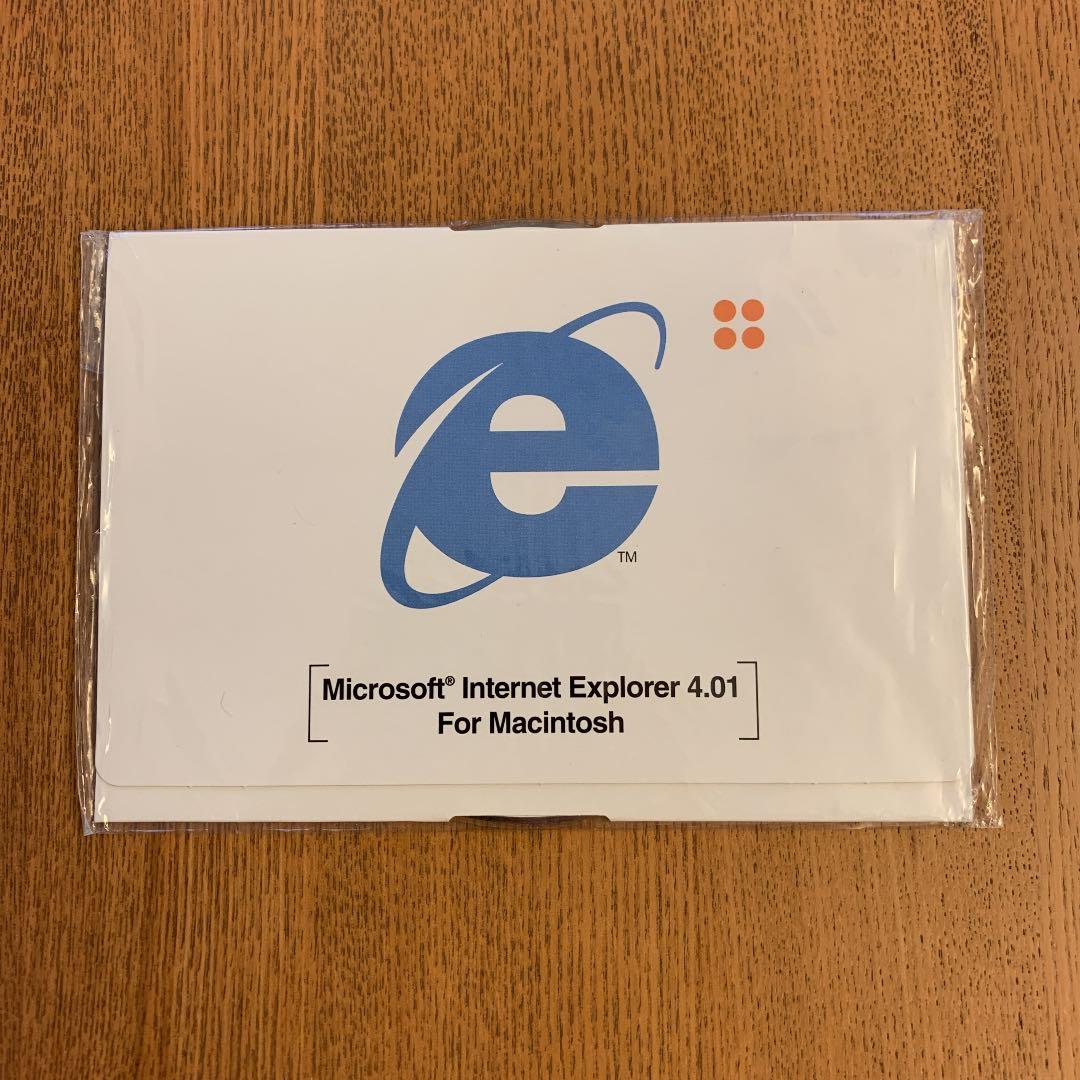 e
TM
Microsoft® Internet Explorer 4.01
For Macintosh